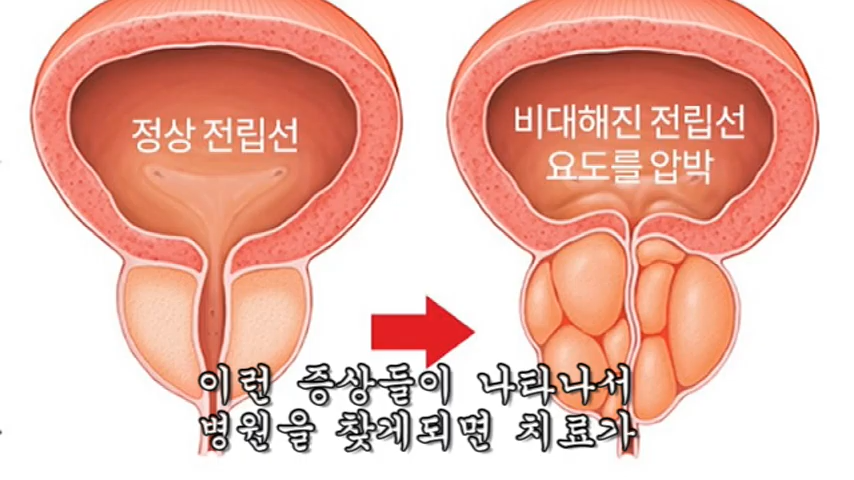 정상 전립선
비대해진 전립선
요도를 압박
이런 증상들이 나타나서
병원을 찾게되면 치료가